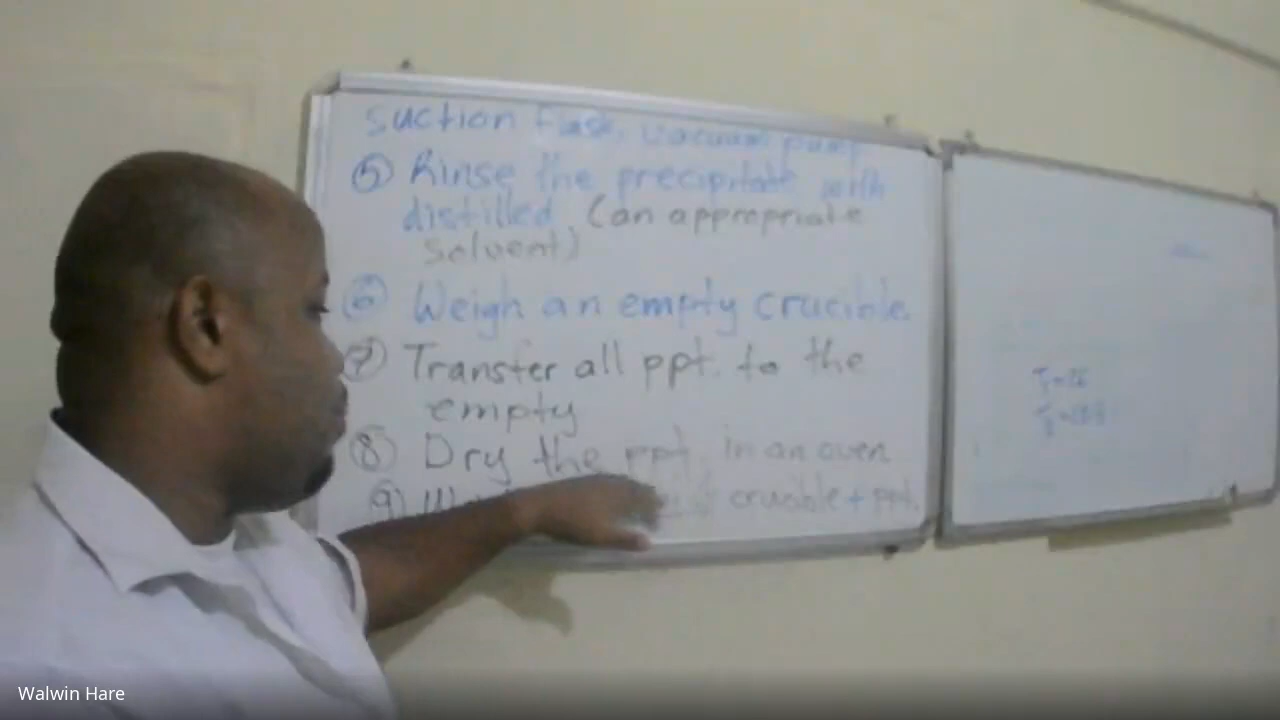 suction flask, vacuum pump
⑤ Rinse the precipitate with
distilled (an appropriate
solvent)
⑥ Weigh an empty crucible.
⑦ Transfer all ppt. to the
empty
⑧ Dry the ppt. in an oven
⑨ crucible + ppt.
Walwin Hare